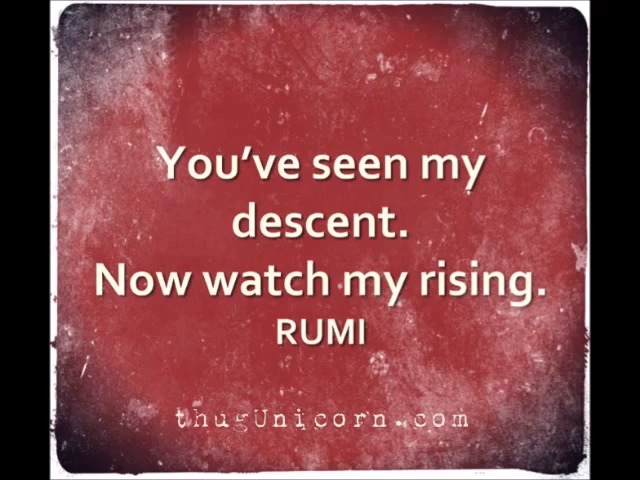 You’ve seen my
descent.
Now watch my rising.
RUMI
thugUnicorn.com